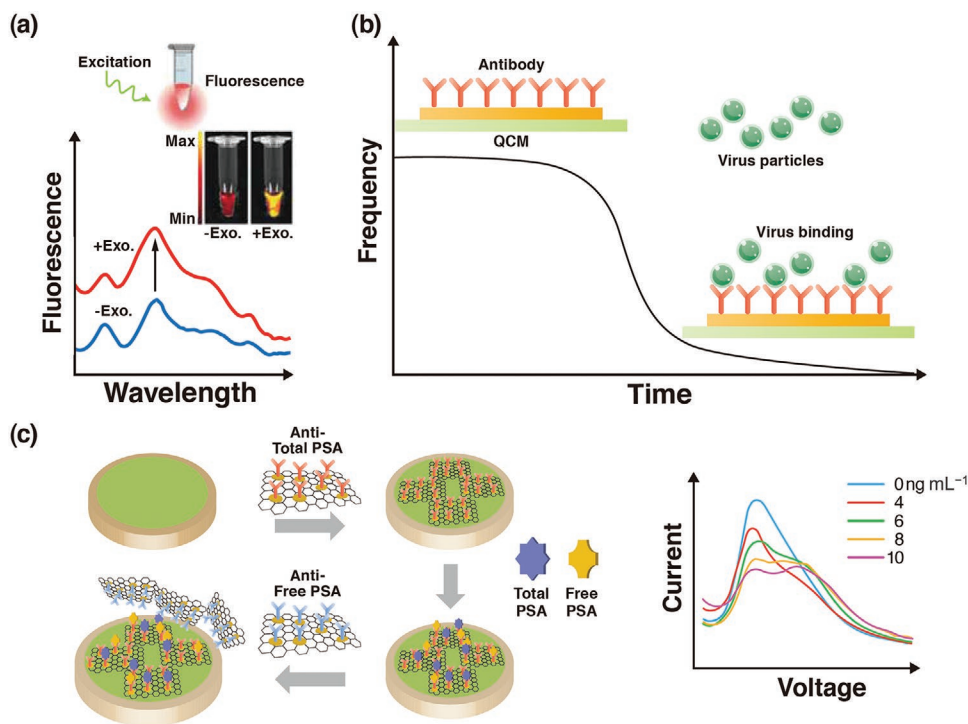 (a)
Excitation
Fluorescence
Max
Min
-Exo.
+Exo.
+Exo.
-Exo.
Fluorescence
Wavelength
(b)
Antibody
QCM
Virus particles
Virus binding
Frequency
Time
(c)
Anti-
Total PSA
Anti-
Free PSA
Total
PSA
Free
PSA
0 ng mL⁻¹
4
6
8
10
Current
Voltage